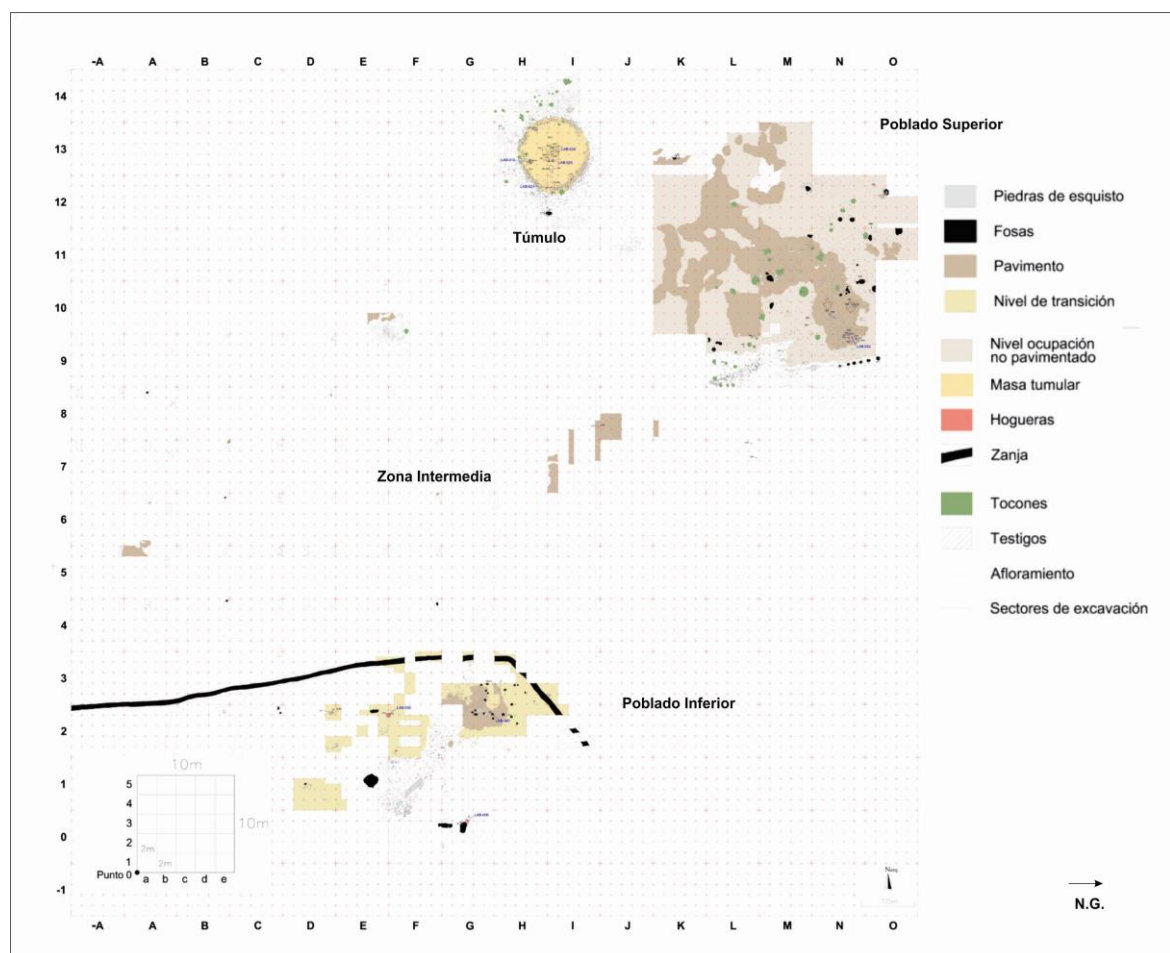 -A A B C D E F G H I J K L M N O
14
13
12
11
10
9
8
7
6
5
4
3
2
1
0
-1
Poblado Superior
Túmulo
Zona Intermedia
Poblado Inferior
Piedras de esquisto
Fosas
Pavimento
Nivel de transición
Nivel ocupación
no pavimentado
Masa tumular
Hogueras
Zanja
Tocones
Testigos
Afloramiento
Sectores de excavación
10m
10m
5
4
3
2
1
2m
2m
Punto 0
a b c d e
10m
N.G.
-A A B C D E F G H I J K L M N O